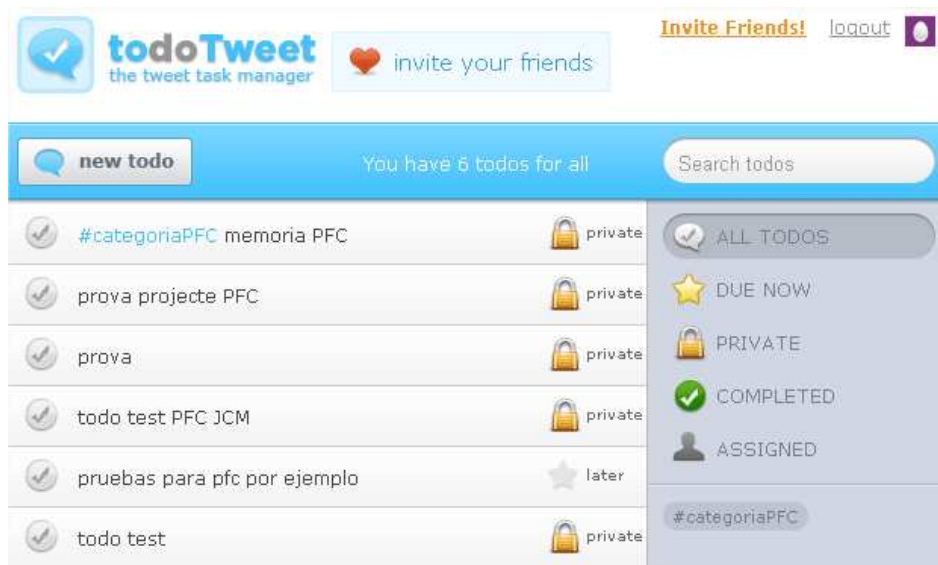 Invite Friends! logout
todoTweet
the tweet task manager
invite your friends
new todo
You have 6 todos for all
Search todos
#categoriaPFC memoria PFC private
prova projecte PFC private
prova private
todo test PFC JCM private
pruebas para pfc por ejemplo later
todo test private
ALL TODOS
DUE NOW
PRIVATE
COMPLETED
ASSIGNED
#categoriaPFC